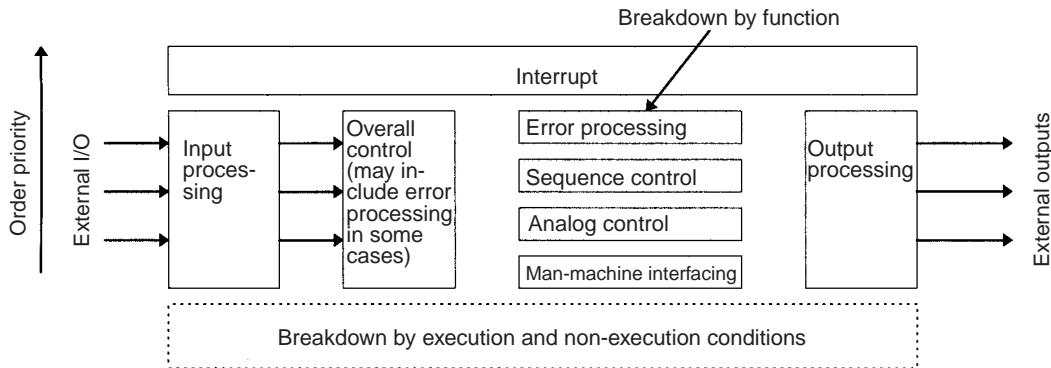 Breakdown by function
Interrupt
Order priority
External I/O
Input
proces-
sing
Overall
control
(may in-
clude error
processing
in some
cases)
Error processing
Sequence control
Analog control
Man-machine interfacing
Output
processing
External outputs
Breakdown by execution and non-execution conditions